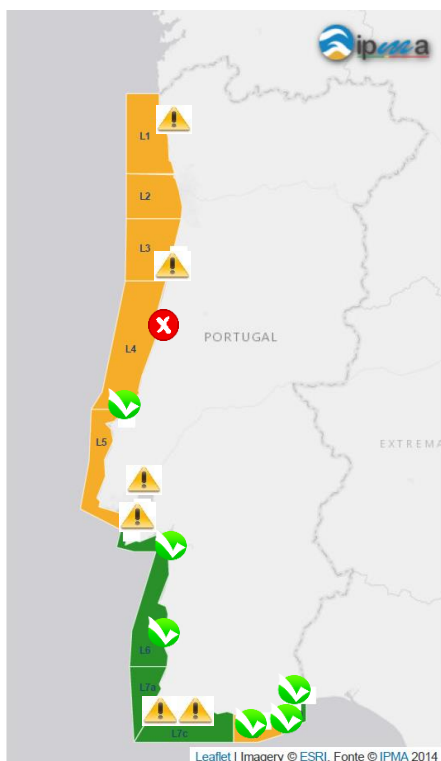 ipma
L1
L2
L3
L4
PORTUGAL
L5
EXTREMA
L6
L7a
L7c
Leaflet | Imagery © ESRI, Fonte © IPMA 2014